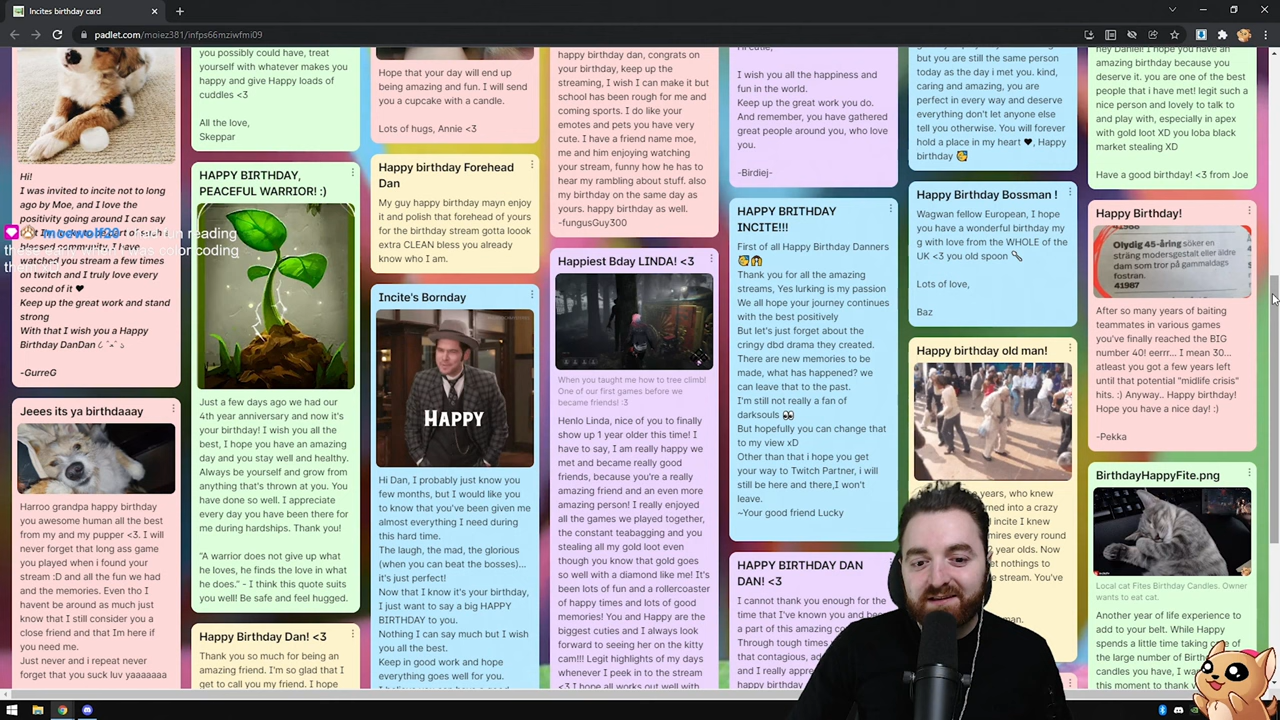 Incites birthday card
padlet.com/moiez381/infps66mziwfmi09
Hi!
I was invited to incite not to long
ago by Moe, and I love the
positivity going around I can say
watched you stream a few times
on twitch and I truly love every
second of it ❤
Keep up the great work and stand
strong
With that I wish you a Happy
Birthday DanDan
-GurreG
Jeees its ya birthdaaay
Harroo grandpa happy birthday
you awesome human all the best
from my and my pupper <3. I will
never forget that long ass game
you played when i found your
stream :D and all the fun we had
and the memories. Even tho I
havent be around as much just
know that I still consider you a
close friend and that Im here if
you need me.
Just never and i repeat never
forget that you suck luv yaaaaaaa
fun reading
color coding
you possibly could have, treat
yourself with whatever makes you
happy and give Happy loads of
cuddles <3
All the love,
Skeppar
HAPPY BIRTHDAY,
PEACEFUL WARRIOR! :)
Just a few days ago we had our
4th year anniversary and now it's
your birthday! I wish you all the
best, I hope you have an amazing
day and you stay well and healthy.
Always be yourself and grow from
anything that's thrown at you. You
have done so well. I appreciate
every day you have been there for
me during hardships. Thank you!
"A warrior does not give up what
he loves, he finds the love in what
he does." - I think this quote suits
you well! Be safe and feel hugged.
Happy Birthday Dan! <3
Thank you so much for being an
amazing friend. I'm so glad that I
get to call you my friend. I hope
Hope that your day will end up
being amazing and fun. I will send
you a cupcake with a candle.
Lots of hugs, Annie <3
Happy birthday Forehead
Dan
My guy happy birthday mayn
enjoy it and polish that forehead of yours
for the birthday stream gotta loook
extra CLEAN bless you already
know who I am.
Incite's Bornday
HAPPY
Hi Dan, I probably just know you
few months, but I would like you
to know that you've been given me
almost everything I need during
this hard time.
The laugh, the mad, the glorious
(when you can beat the bosses)...
it's just perfect!
Now that I know it's your birthday,
I just want to say a big HAPPY
BIRTHDAY to you.
Nothing I can say much but I wish
you all the best.
Keep in good work and hope
everything goes well for you.
happy birthday dan, congrats on
your birthday, keep up the
streaming, I wish I can make it but
school has been rough for me and
coming sports. I do like your
emotes and pets you have very
cute. I have a friend name moe,
me and him enjoying watching
your stream, funny how he has to
hear my rambling about stuff. also
my birthday on the same day as
yours. happy birthday as well.
-fungusGuy300
Happiest Bday LINDA! <3
When you taught me how to tree climb!
One of our first games before we
became friends! :3
Henlo Linda, nice of you to finally
show up 1 year older this time! I
have to say, I am really happy we
met and became really good
friends, because you're a really
amazing friend and an even more
amazing person! I really enjoyed
all the games we played together,
the constant teabagging and you
stealing all my gold loot even
though you know that gold goes
so well with a diamond like me! It's
been lots of fun and a rollercoaster
of happy times and lots of good
memories! You and Happy are the
biggest cuties and I always look
forward to seeing her on the kitty
cam!!! Legit highlights of my days
whenever I peek in to the stream
<3 I hope all works out well with
I wish you all the happiness and
fun in the world.
Keep up the great work you do.
And remember, you have gathered
great people around you, who love
you.
-Birdiej-
HAPPY BRITHDAY
INCITE!!!
First of all Happy Birthday Danners
Thank you for all the amazing
streams, Yes lurking is my passion
We all hope your journey continues
with the best positively
But let's just forget about the
cringy dbd drama they created.
There are new memories to be
made, what has happened? we
can leave that to the past.
I'm still not really a fan of
darksouls 👀
But hopefully you can change that
to my view xD
Other than that i hope you get
your way to Twitch Partner, i will
still be here and there,I won't
leave.
~Your good friend Lucky
HAPPY BIRTHDAY DAN
DAN! <3
I cannot thank you enough for the
time that I've known you and
a part of this amazing
Through tough times
that contagious,
and I really
happy birthday
but you are still the same person
today as the day i met you. kind,
caring and amazing, you are
perfect in every way and deserve
everything don't let anyone else
tell you otherwise. You will forever
hold a place in my heart ❤, Happy
birthday
Happy Birthday Bossman !
Wagwan fellow European, I hope
you have a wonderful birthday my
g with love from the WHOLE of the
UK <3 you old spoon 🥄
Lots of love,
Baz
Happy birthday old man!
years, who knew
into a crazy
incite I knew
every round
year olds. Now
nothings to
stream. You've
hey Daniel! I hope you have an
amazing birthday because you
deserve it. you are one of the best
people that i have met! legit such a
nice person and lovely to talk to
and play with, especially in apex
with gold loot XD you loba black
market stealing XD
Have a good birthday! <3 from Joe
Happy Birthday!
Olydig 45-åring söker en
sträng modersgestalt eller äldre
dam som tror på gammaldags
fostran.
41987
After so many years of baiting
teammates in various games
you've finally reached the BIG
number 40! eerrr... I mean 30...
atleast you got a few years left
until that potential "midlife crisis"
hits. :) Anyway.. Happy birthday!
Hope you have a nice day! :)
-Pekka
BirthdayHappyFite.png
Local cat Fites Birthday Candles. Owner
wants to eat cat.
Another year of life experience to
add to your belt. While Happy
spends a little time taking
the large number of
candles you have, I
this moment to thank